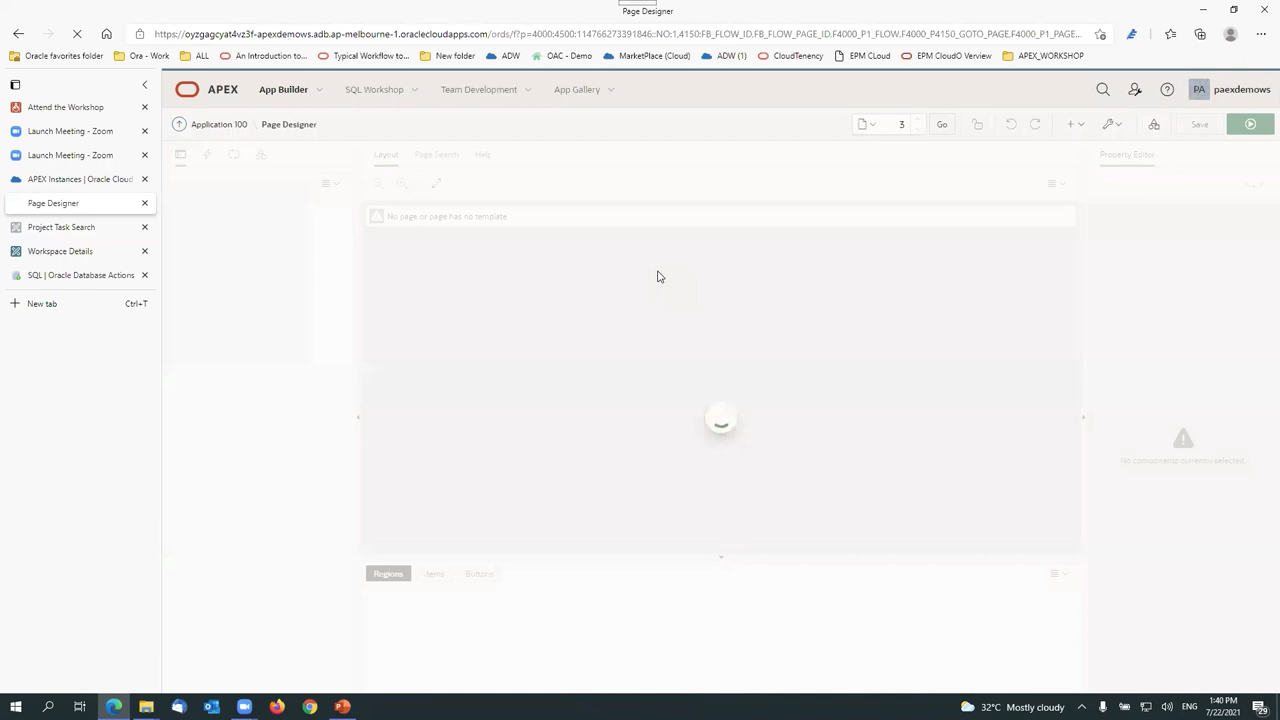 Page Designer
https://oyzgagcyat4vz3f-apexdemows.adb.ap-melbourne-1.oraclecloudapps.com/ords/f?p=4000:4500:114766273391846::NO:1,4150:FB_FLOW_ID,FB_FLOW_PAGE_ID,F4000_P1_FLOW,F4000_P4150_GOTO_PAGE,F4000_P1_PAGE...
Oracle favorites folder
Ora - Work
An Introduction to...
Typical Workflow to...
New folder
ADW
OAC - Demo
MarketPlace (Cloud)
ADW (1)
CloudTenency
ALL
EPM CLoud
EPM CloudO Verview
APEX_WORKSHOP
APEX
App Builder
SQL Workshop
Team Development
App Gallery
PA
paexdemows
Attend the Workshop
Launch Meeting - Zoom
Launch Meeting - Zoom
APEX Instances | Oracle Cloud
Page Designer
Project Task Search
Workspace Details
SQL | Oracle Database Actions
New tab
Ctrl+T
Application 100
Page Designer
3
Go
Save
Layout
Page Search
Help
Property Editor
No page or page has no template
No components currently selected.
Regions
Items
Buttons
32°C Mostly cloudy
ENG
1:40 PM
7/22/2021
29